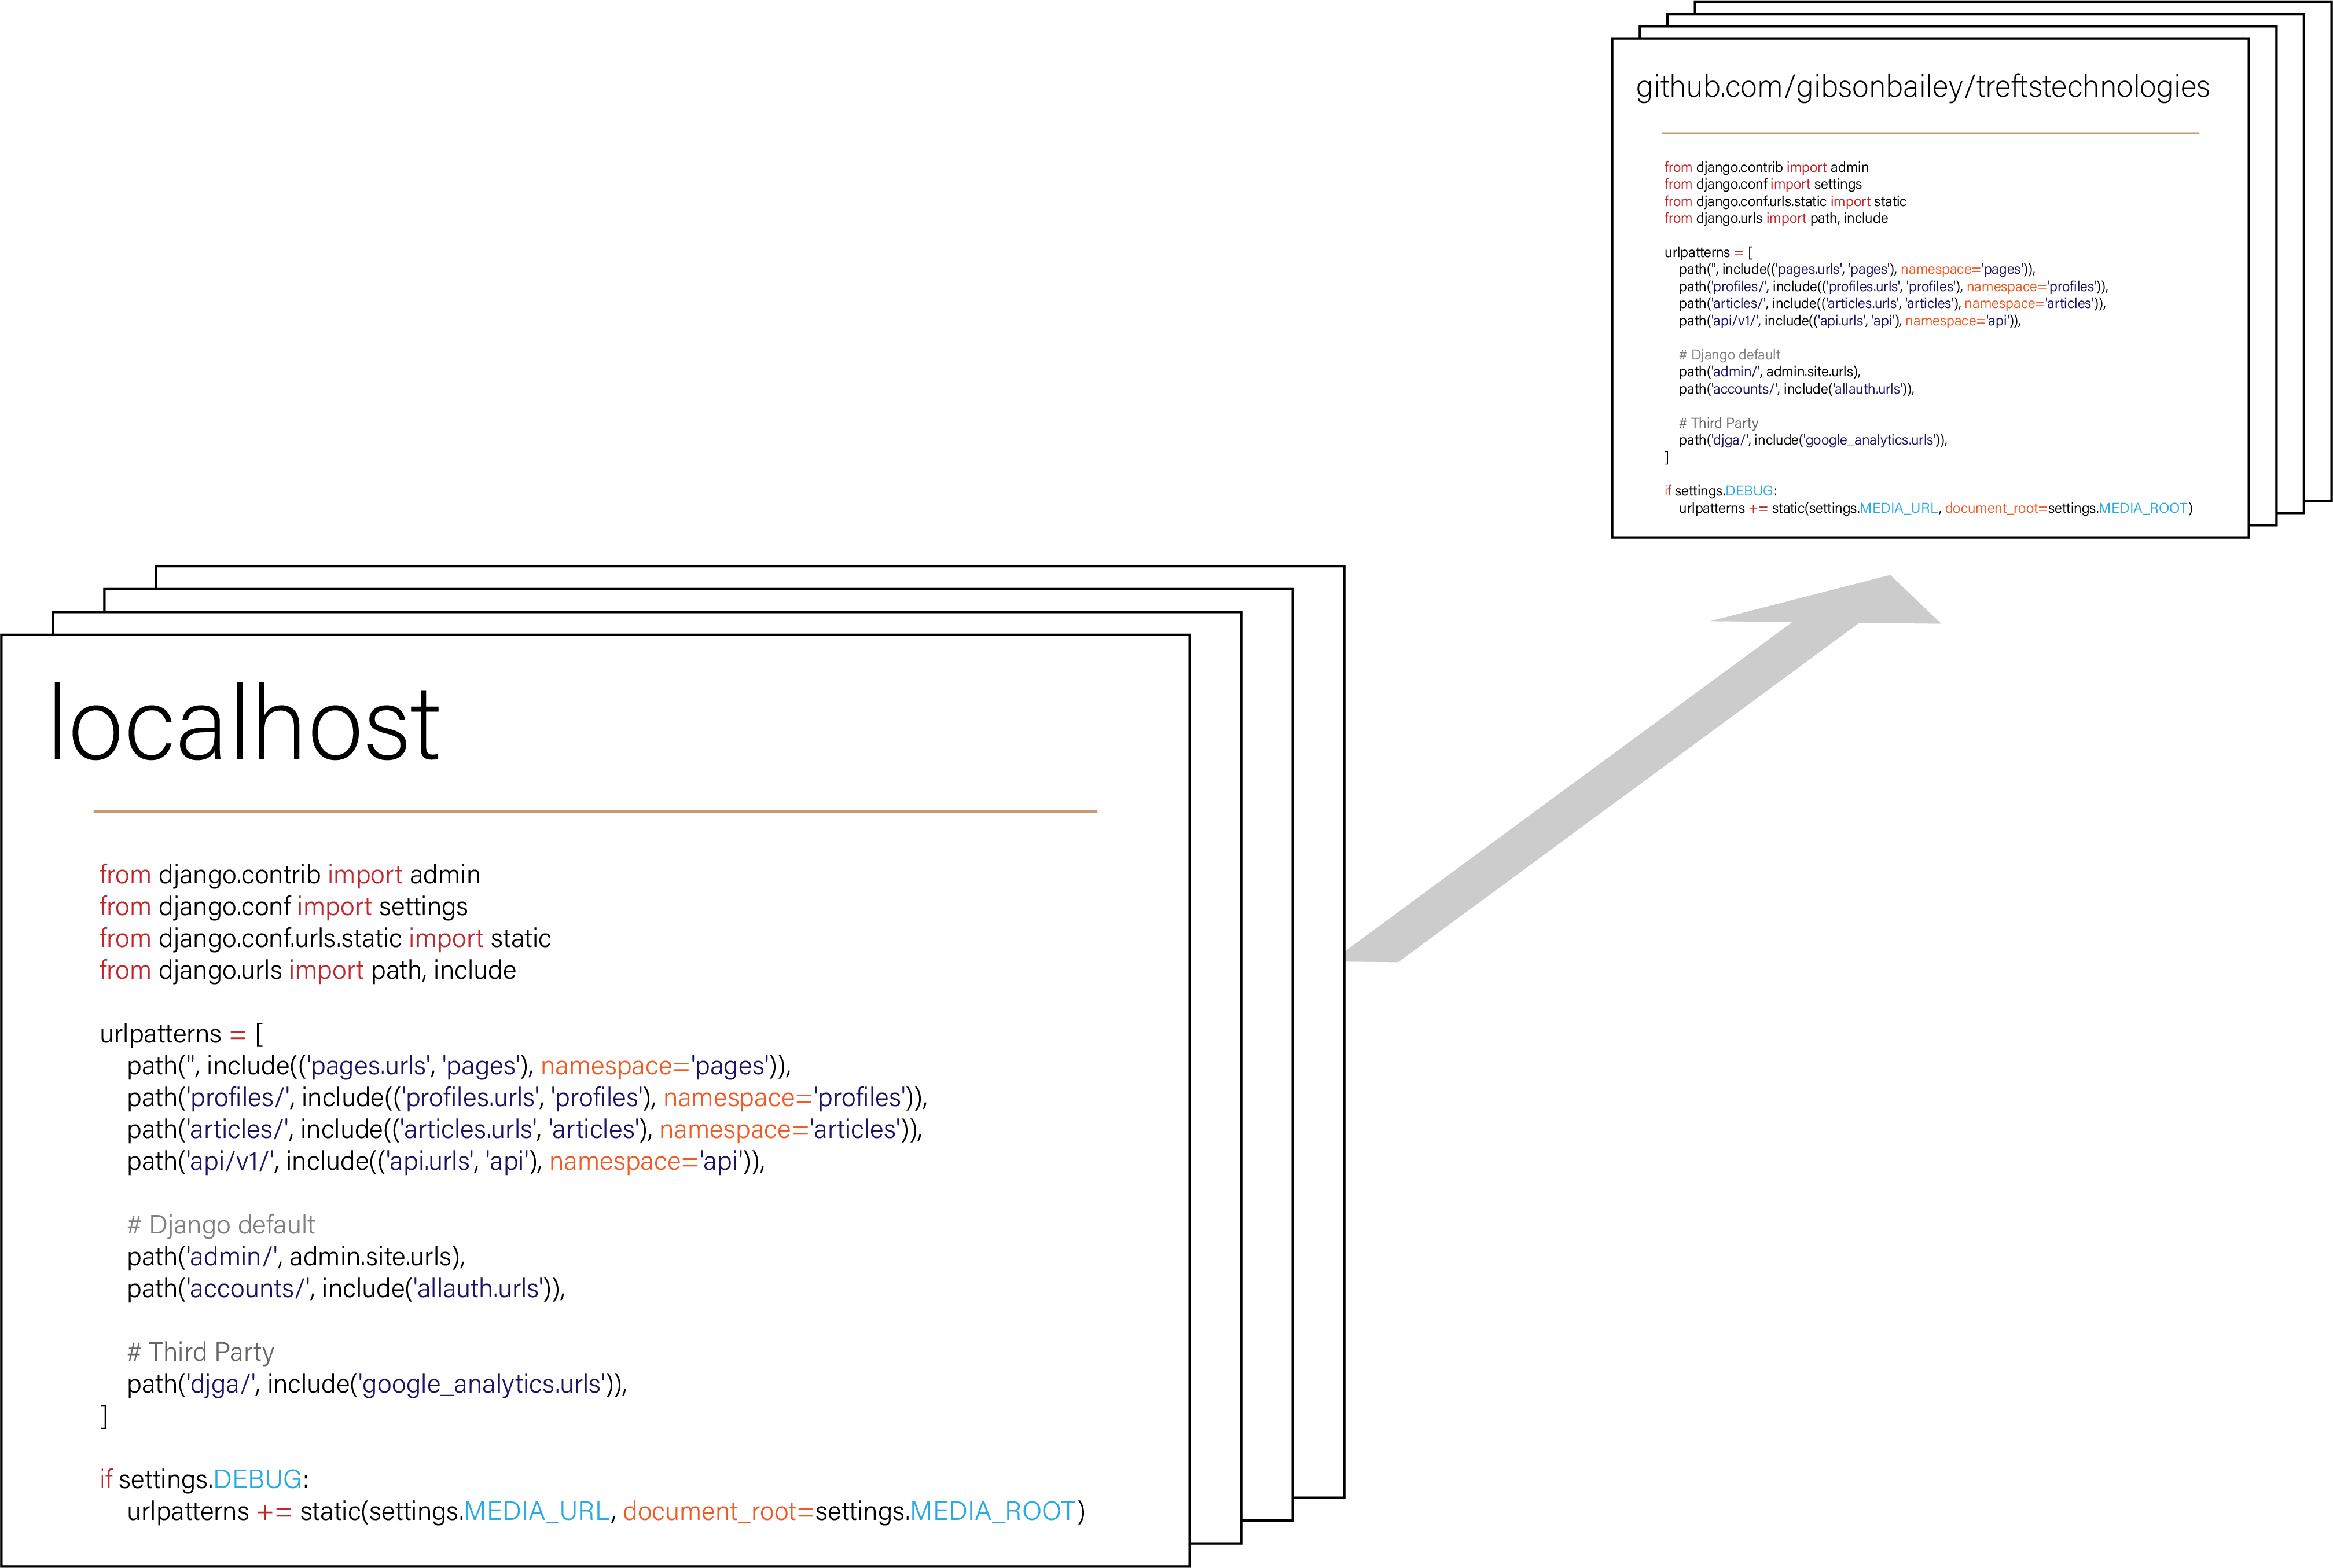 github.com/gibsonbailey/treftstechnologies
from django.contrib import admin
from django.conf import settings
from django.conf.urls.static import static
from django.urls import path, include
urlpatterns = [
path('', include(('pages.urls', 'pages'), namespace='pages')),
path('profiles/', include(('profiles.urls', 'profiles'), namespace='profiles')),
path('articles/', include(('articles.urls', 'articles'), namespace='articles')),
path('api/v1/', include(('api.urls', 'api'), namespace='api')),
# Django default
path('admin/', admin.site.urls),
path('accounts/', include('allauth.urls')),
# Third Party
path('djga/', include('google_analytics.urls')),
]
if settings.DEBUG:
urlpatterns += static(settings.MEDIA_URL, document_root=settings.MEDIA_ROOT)
localhost
from django.contrib import admin
from django.conf import settings
from django.conf.urls.static import static
from django.urls import path, include
urlpatterns = [
path('', include(('pages.urls', 'pages'), namespace='pages')),
path('profiles/', include(('profiles.urls', 'profiles'), namespace='profiles')),
path('articles/', include(('articles.urls', 'articles'), namespace='articles')),
path('api/v1/', include(('api.urls', 'api'), namespace='api')),
# Django default
path('admin/', admin.site.urls),
path('accounts/', include('allauth.urls')),
# Third Party
path('djga/', include('google_analytics.urls')),
]
if settings.DEBUG:
urlpatterns += static(settings.MEDIA_URL, document_root=settings.MEDIA_ROOT)